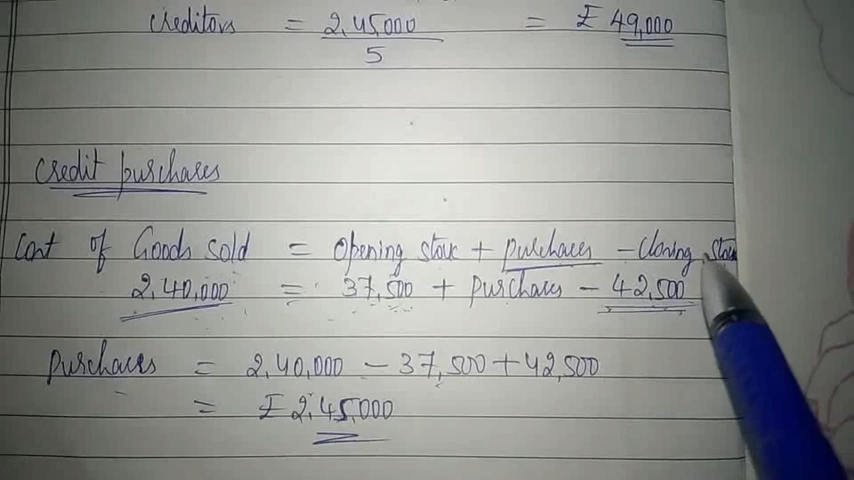 creditors = 2,45,000 / 5 = ₹ 49,000
Credit purchases
Cost of Goods sold = Opening stock + purchases - Closing stock
2,40,000 = 37,500 + purchases - 42,500
purchases = 2,40,000 - 37,500 + 42,500
= ₹ 2,45,000